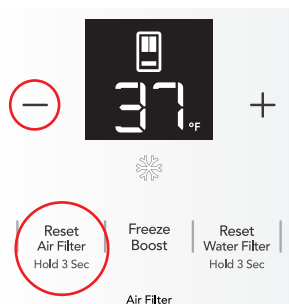 37 °F
Reset
Air Filter
Hold 3 Sec
Freeze
Boost
Reset
Water Filter
Hold 3 Sec
Air Filter